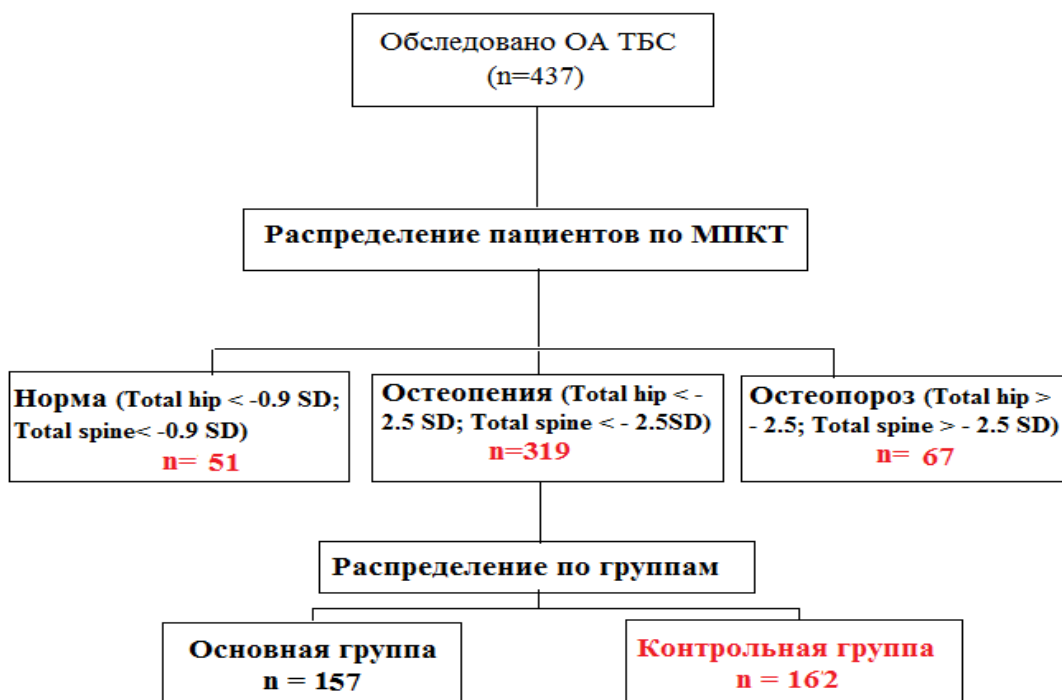 Обследовано ОА ТБС
(n=437)
Распределение пациентов по МПКТ
Норма (Total hip < -0.9 SD;
Total spine< -0.9 SD)
n= 51
Остеопения (Total hip < -
2.5 SD; Total spine < - 2.5SD)
n=319
Остеопороз (Total hip >
- 2.5; Total spine > - 2.5 SD)
n= 67
Распределение по группам
Основная группа
n = 157
Контрольная группа
n = 162